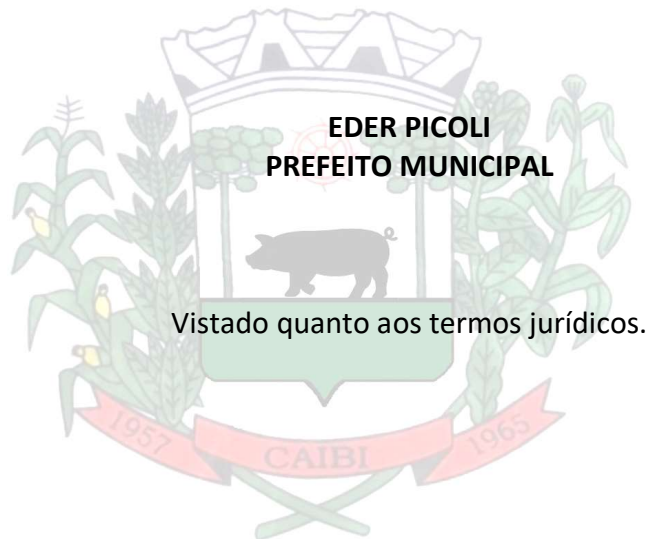 EDER PICOLI
PREFEITO MUNICIPAL
Vistado quanto aos termos jurídicos.
1957
CAIBI
1965